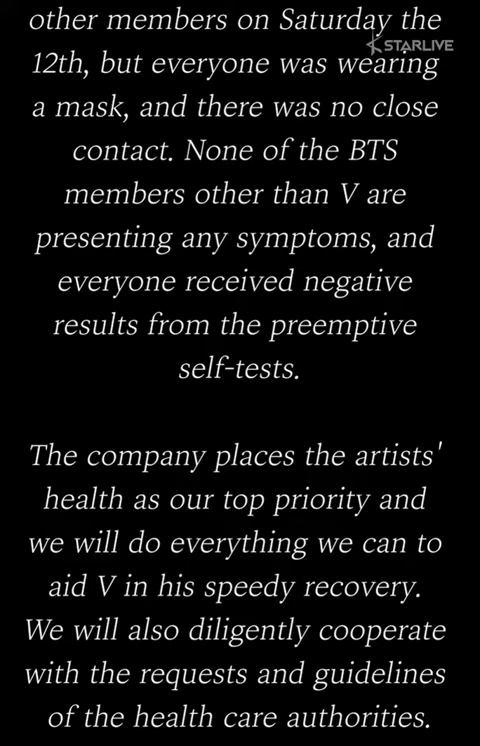 other members on Saturday the
STARLIVE
12th, but everyone was wearing
a mask, and there was no close
contact. None of the BTS
members other than V are
presenting any symptoms, and
everyone received negative
results from the preemptive
self-tests.
The company places the artists'
health as our top priority and
we will do everything we can to
aid V in his speedy recovery.
We will also diligently cooperate
with the requests and guidelines
of the health care authorities.